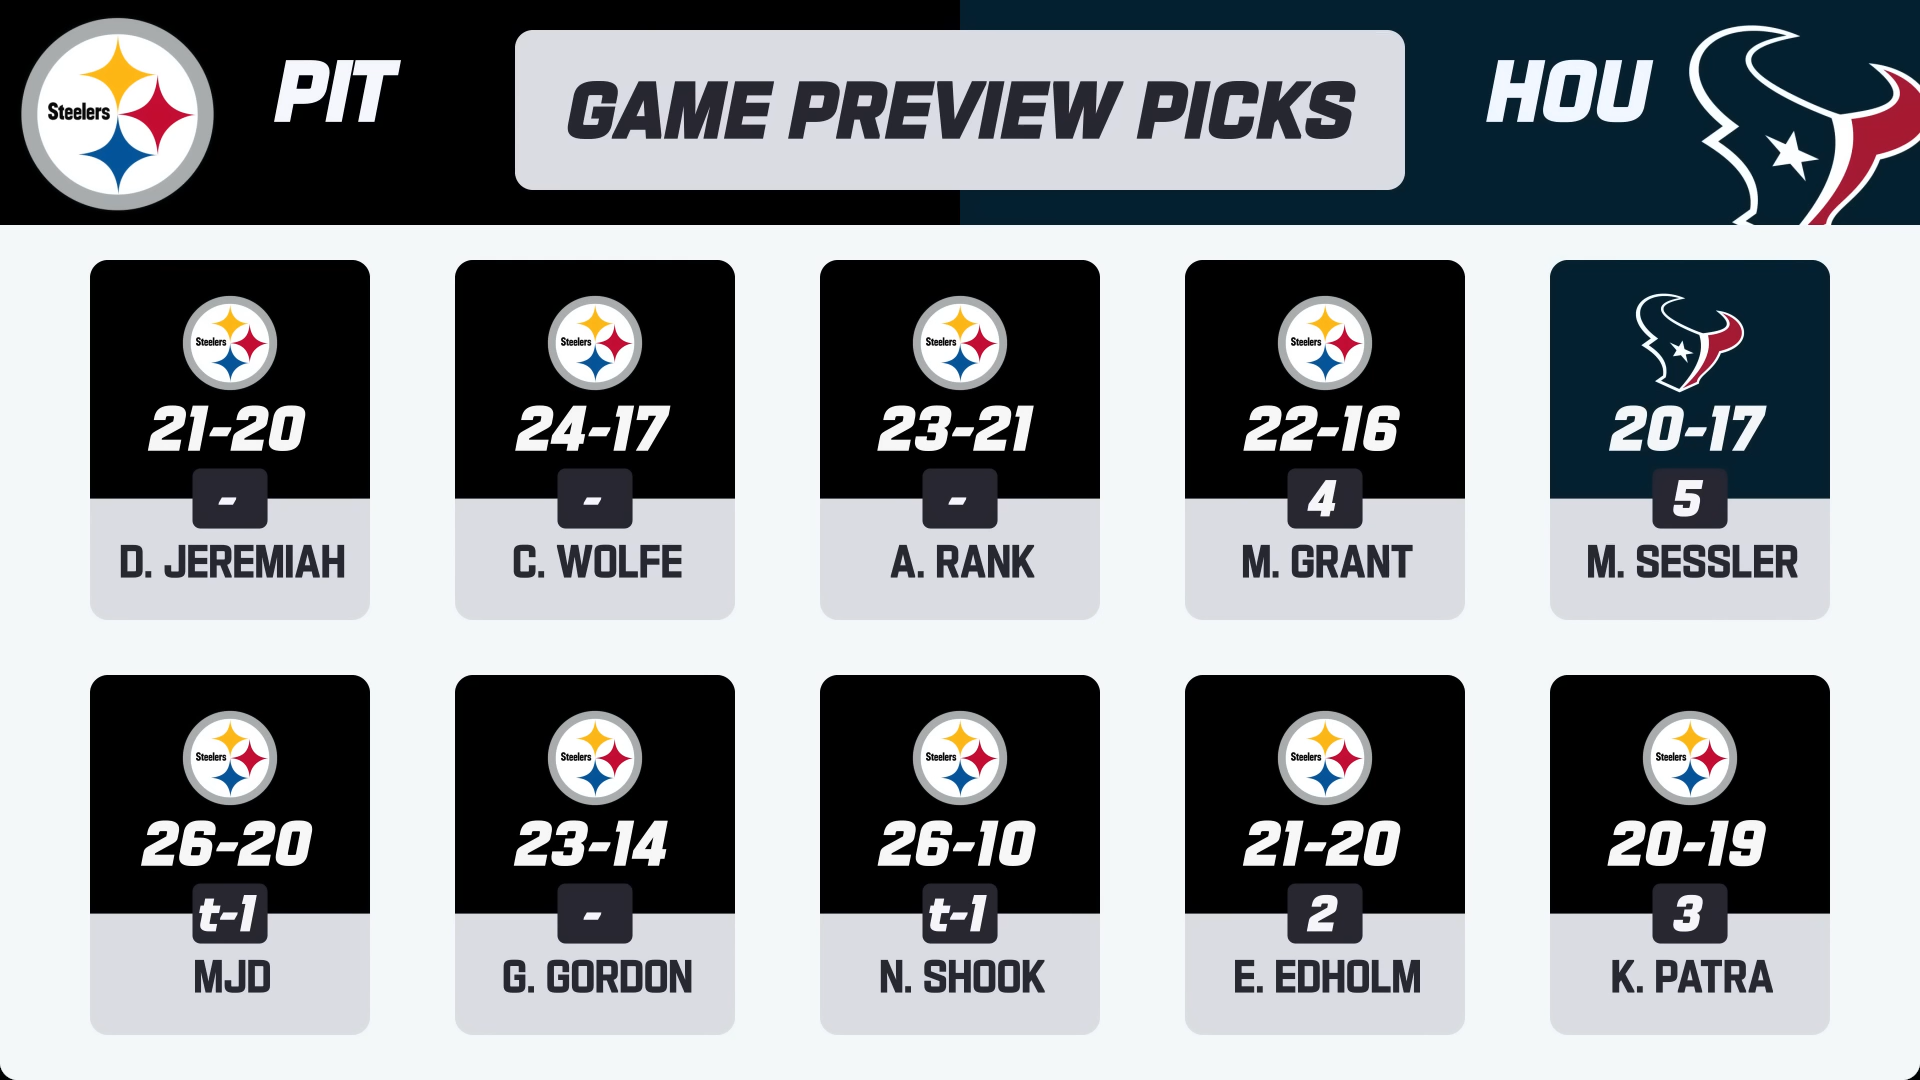 Steelers
PIT
GAME PREVIEW PICKS
HOU
Steelers
21-20
-
D. JEREMIAH
Steelers
24-17
-
C. WOLFE
Steelers
23-21
-
A. RANK
Steelers
22-16
4
M. GRANT
20-17
5
M. SESSLER
Steelers
26-20
t-1
MJD
Steelers
23-14
-
G. GORDON
Steelers
26-10
t-1
N. SHOOK
Steelers
21-20
2
E. EDHOLM
Steelers
20-19
3
K. PATRA